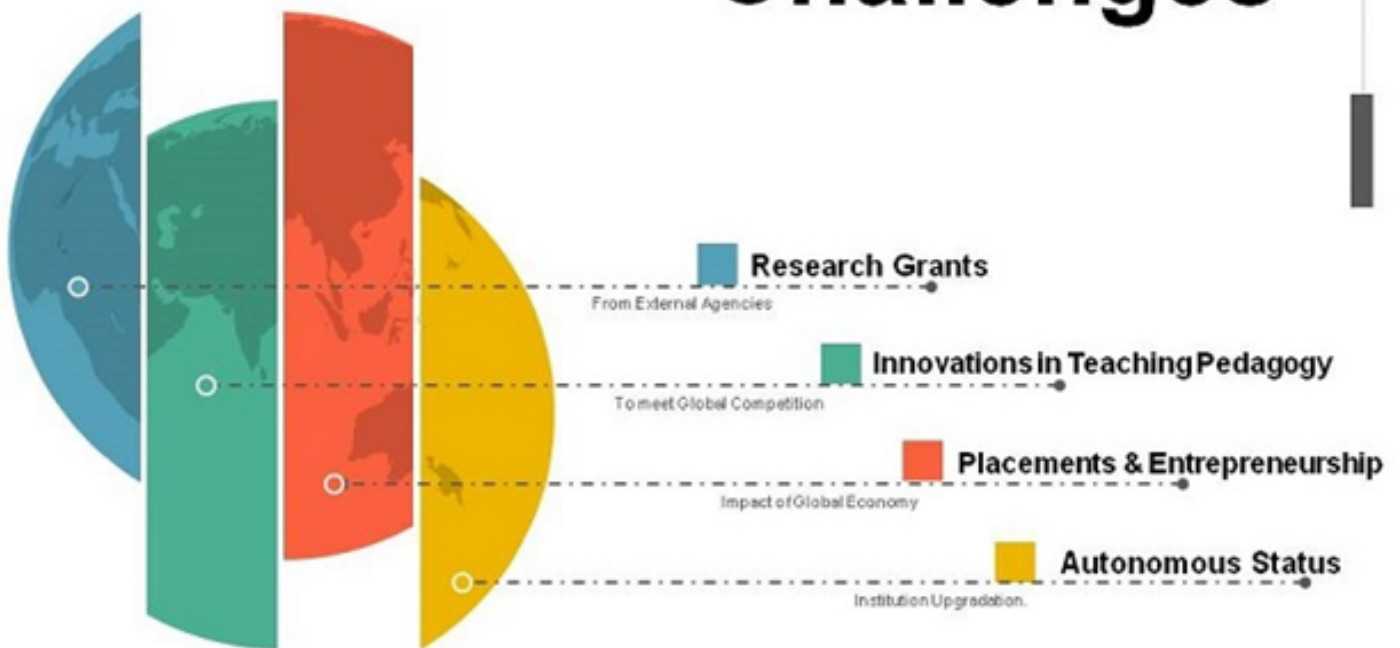 Challenges
Research Grants
From External Agencies
Innovations in Teaching Pedagogy
To meet Global Competition
Placements & Entrepreneurship
Impact of Global Economy
Autonomous Status
Institution Upgradation.